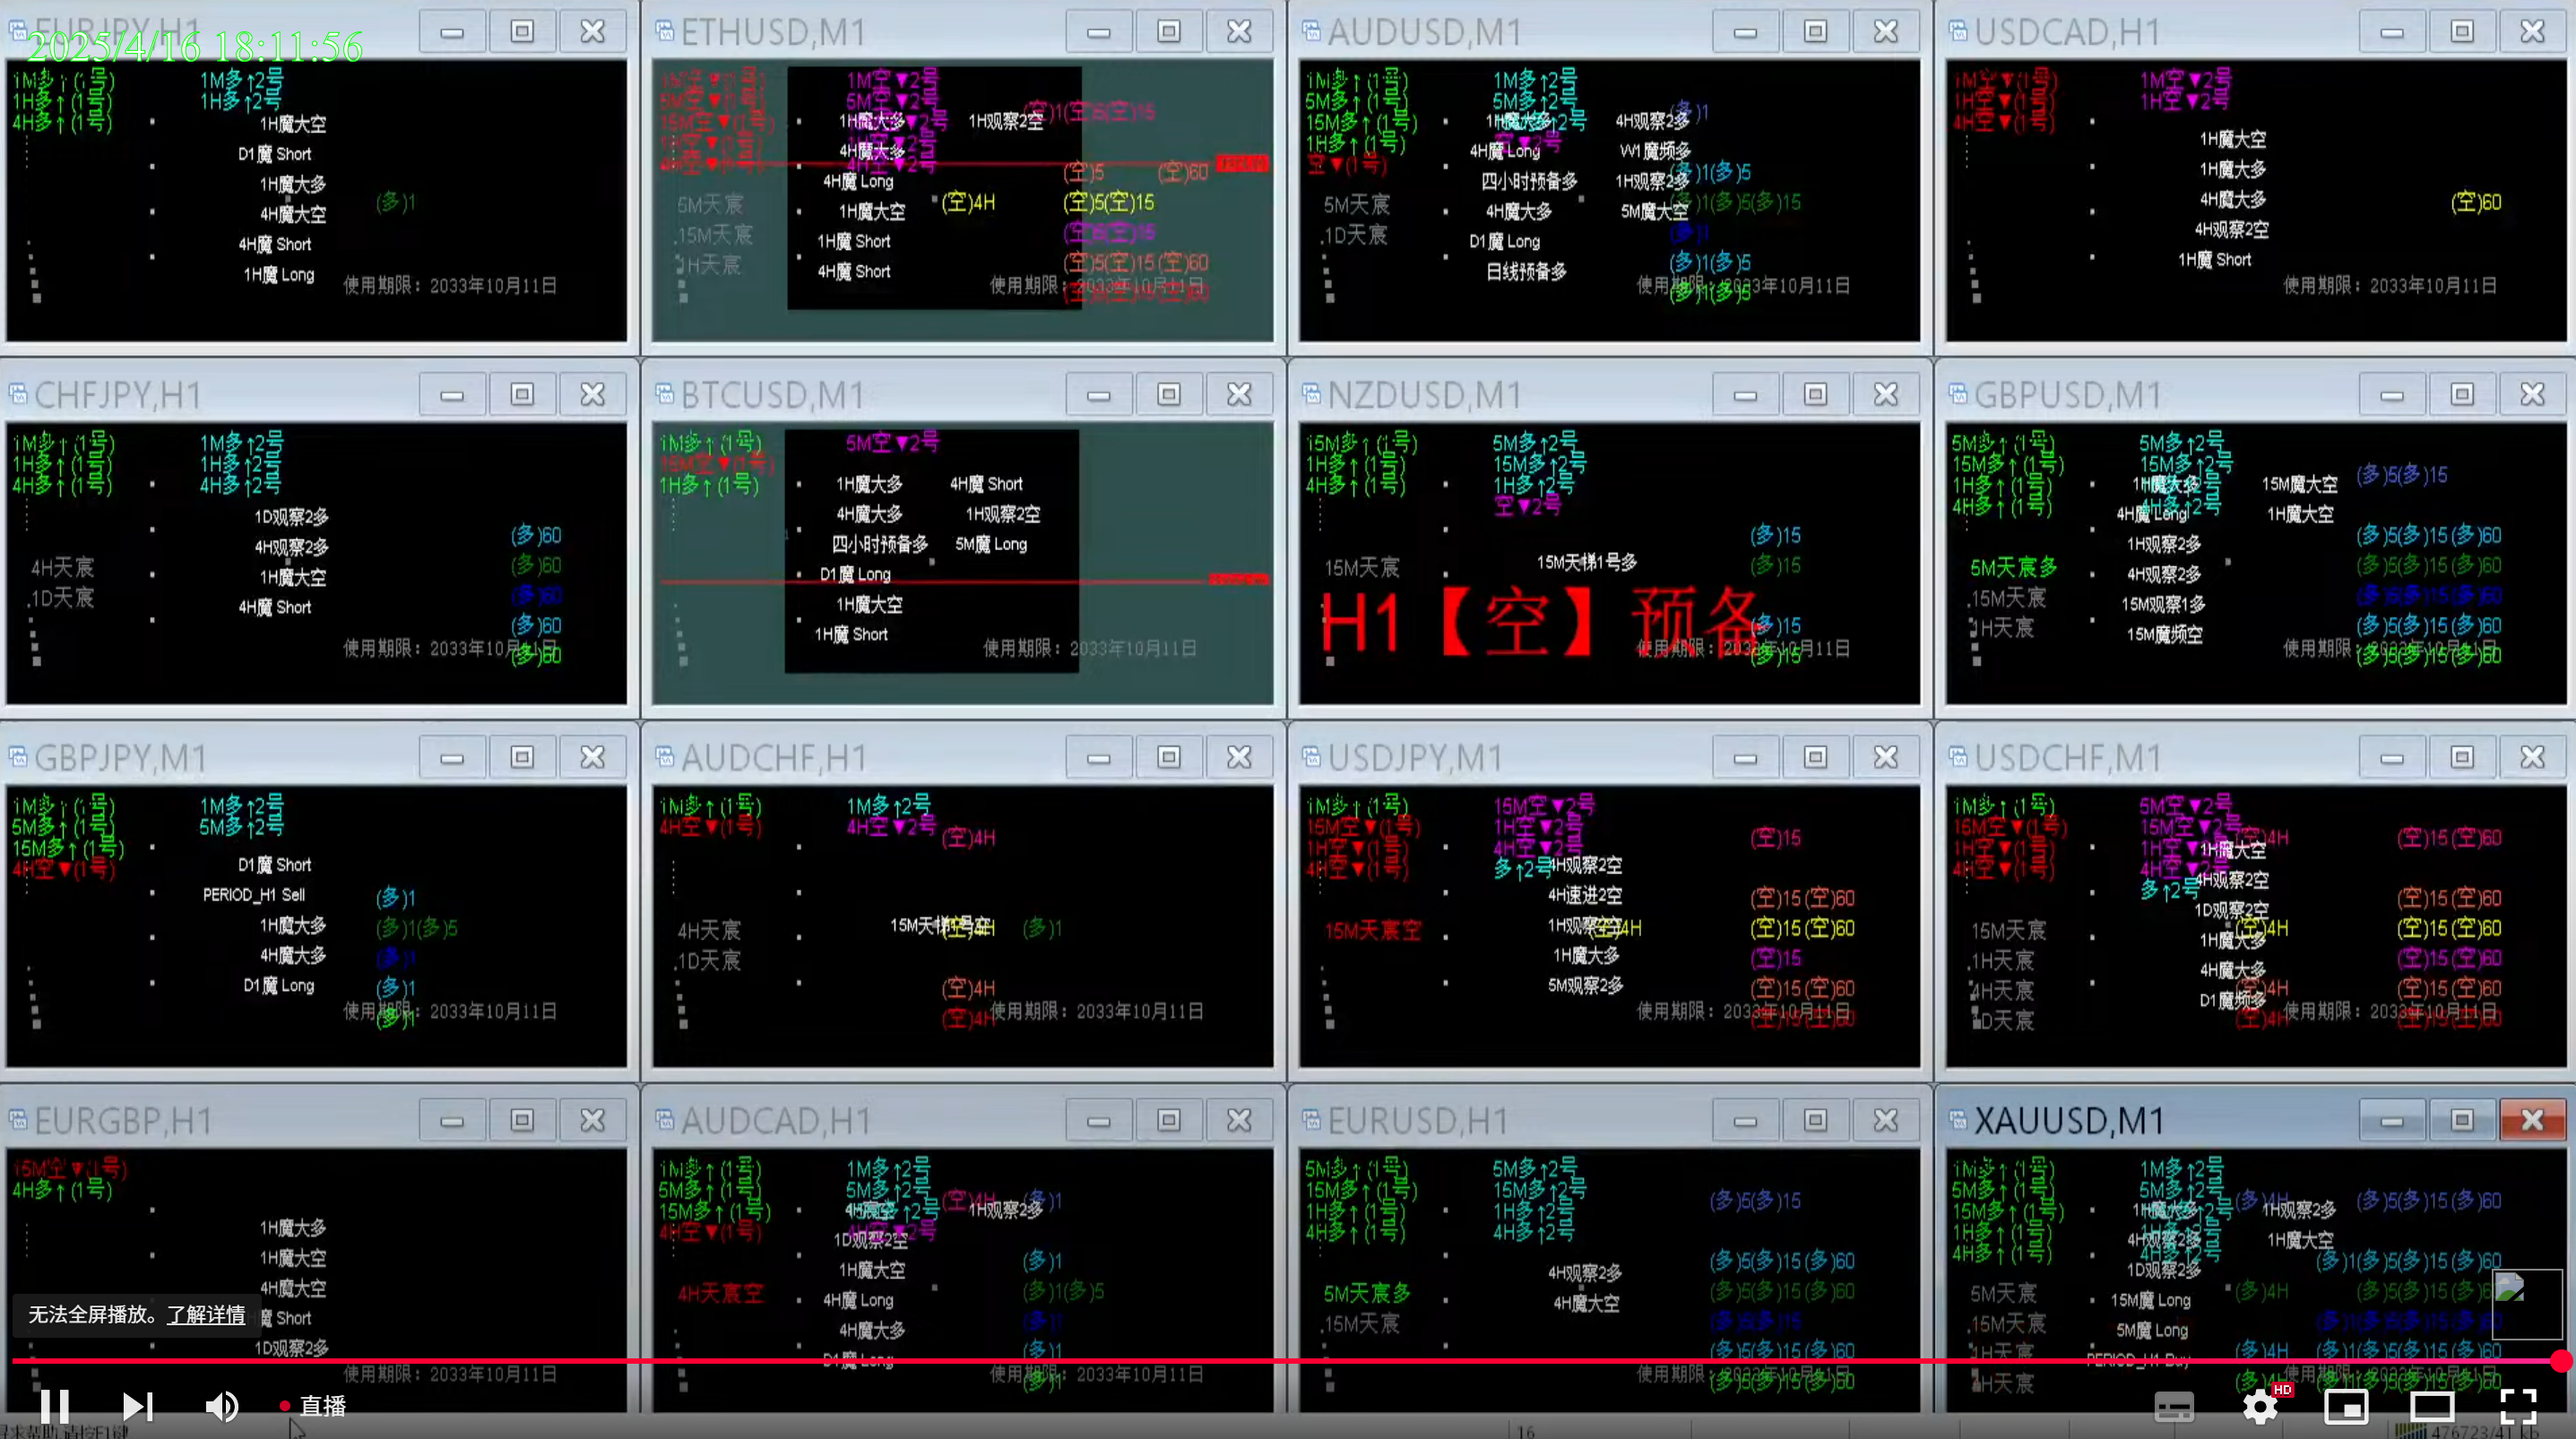 EURJPY,H1
2025/4/16 18:11:56
1M多↑(1号)
1H多↑(1号)
4H多↑(1号)
1M多↑2号
1H多↑2号
1H魔大空
D1魔 Short
1H魔大多
(多)1
4H魔大空
4H魔 Short
1H魔 Long
使用期限：2033年10月11日
ETHUSD,M1
1M空▼2号
5M空▼2号
1H魔大多
1H观察2空
4H魔大多
4H魔 Long
(空)5 (空)60
5M天宸
1H魔大空
(空)4H
(空)5(空)15
15M天宸
1H魔 Short
1H天宸
4H魔 Short
(空)5(空)15(空)60
使用期限：2033年10月11日
AUDUSD,M1
1M多↑(1号)
5M多↑(1号)
15M多↑(1号)
1H多↑(1号)
空▼(1号)
1M多↑2号
5M多↑2号
(多)1
4H观察2多
4H魔 Long
W1魔频多
四小时预备多
1H观察2多
(多)1(多)5
5M天宸
4H魔大多
5M魔大空
(多)1(多)5(多)15
.1D天宸
D1魔 Long
日线预备多
(多)1(多)5
使用期限：2033年10月11日
(多)1(多)5
USDCAD,H1
1M空▼(1号)
1H空▼(1号)
4H空▼(1号)
1M空▼2号
1H空▼2号
1H魔大空
1H魔大多
4H魔大多
(空)60
4H观察2空
1H魔 Short
使用期限：2033年10月11日
CHFJPY,H1
1M多↑(1号)
1H多↑(1号)
4H多↑(1号)
1M多↑2号
1H多↑2号
4H多↑2号
1D观察2多
(多)60
4H观察2多
(多)60
4H天宸
1H魔大空
(多)60
.1D天宸
4H魔 Short
(多)60
使用期限：2033年10月11日
(多)60
BTCUSD,M1
1M多↑(1号)
15M空▼(1号)
1H多↑(1号)
5M空▼2号
1H魔大多
4H魔 Short
4H魔大多
1H观察2空
四小时预备多
5M魔 Long
D1魔 Long
1H魔大空
1H魔 Short
使用期限：2033年10月11日
NZDUSD,M1
15M多↑(1号)
1H多↑(1号)
4H多↑(1号)
5M多↑2号
15M多↑2号
1H多↑2号
空▼2号
(多)15
15M天宸
15M天梯1号多
(多)15
H1【空】预备
(多)15
使用期限：2033年10月11日
(多)15
GBPUSD,M1
5M多↑(1号)
15M多↑(1号)
1H多↑(1号)
4H多↑(1号)
5M多↑2号
15M多↑2号
(多)5(多)15
15M魔大空
4H魔 Long
1H魔大空
1H观察2多
(多)5(多)15(多)60
5M天宸多
4H观察2多
(多)5(多)15(多)60
.15M天宸
15M观察1多
(多)5(多)15(多)60
1H天宸
15M魔频空
(多)5(多)15(多)60
使用期限：2033年10月11日
(多)5(多)15(多)60
GBPJPY,M1
1M多↑(1号)
5M多↑(1号)
15M多↑(1号)
4H空▼(1号)
1M多↑2号
5M多↑2号
D1魔 Short
PERIOD_H1 Sell
(多)1
1H魔大多
(多)1(多)5
4H魔大多
(多)1
D1魔 Long
(多)1
使用期限：2033年10月11日
(多)1
AUDCHF,H1
1M多↑(1号)
4H空▼(1号)
1M多↑2号
4H空▼2号
(空)4H
4H天宸
(多)1
.1D天宸
(空)4H
(空)4H
使用期限：2033年10月11日
USDJPY,M1
1M多↑(1号)
15M空▼(1号)
1H空▼(1号)
4H空▼(1号)
15M空▼2号
1H空▼2号
4H空▼2号
多↑2号
(空)15
4H观察2空
4H速进2空
(空)15(空)60
15M天宸空
1H观察2空
(空)15(空)60
1H魔大多
(空)15
5M观察2多
(空)15(空)60
使用期限：2033年10月11日
USDCHF,M1
1M多↑(1号)
15M空▼(1号)
1H空▼(1号)
4H空▼(1号)
5M空▼2号
15M空▼2号
多↑2号
(空)4H
(空)15(空)60
1H魔大空
4H观察2空
1D观察2空
(空)15(空)60
15M天宸
1H魔大多
(空)4H
(空)15(空)60
.1H天宸
4H魔大多
(空)15(空)60
4H天宸
D1魔频多
(空)4H
(空)15(空)60
1D天宸
使用期限：2033年10月11日
EURGBP,H1
15M空▼(1号)
4H多↑(1号)
1H魔大多
1H魔大空
4H魔大空
魔 Short
1D观察2多
使用期限：2033年10月11日
AUDCAD,H1
1M多↑(1号)
5M多↑(1号)
15M多↑(1号)
4H空▼(1号)
1M多↑2号
5M多↑2号
(空)4H
(多)1
1H观察2多
1D观察2空
1H魔大空
(多)1
4H天宸空
4H魔 Long
(多)1(多)5
4H魔大多
(多)1
D1魔 Long
(多)1
使用期限：2033年10月11日
(多)1
EURUSD,H1
5M多↑(1号)
15M多↑(1号)
1H多↑(1号)
4H多↑(1号)
5M多↑2号
15M多↑2号
1H多↑2号
4H多↑2号
(多)5(多)15
4H观察2多
(多)5(多)15(多)60
5M天宸多
4H魔大空
(多)5(多)15(多)60
.15M天宸
(多)5(多)15
(多)5(多)15(多)60
使用期限：2033年10月11日
(多)5(多)15(多)60
XAUUSD,M1
1M多↑(1号)
5M多↑(1号)
15M多↑(1号)
1H多↑(1号)
4H多↑(1号)
1M多↑2号
5M多↑2号
(多)4H
(多)5(多)15(多)60
1H观察2多
4H观察2多
1H魔大空
1D观察2多
(多)1(多)5(多)15(多)60
5M天宸
15M魔 Long
(多)4H
.15M天宸
5M魔 Long
1H天宸
PERIOD_H1 Buy
(多)4H
(多)1(多)5(多)15(多)60
4H天宸
使用期限：2033年10月11日
无法全屏播放。了解详情
直播
HD
16
476723/41 kb